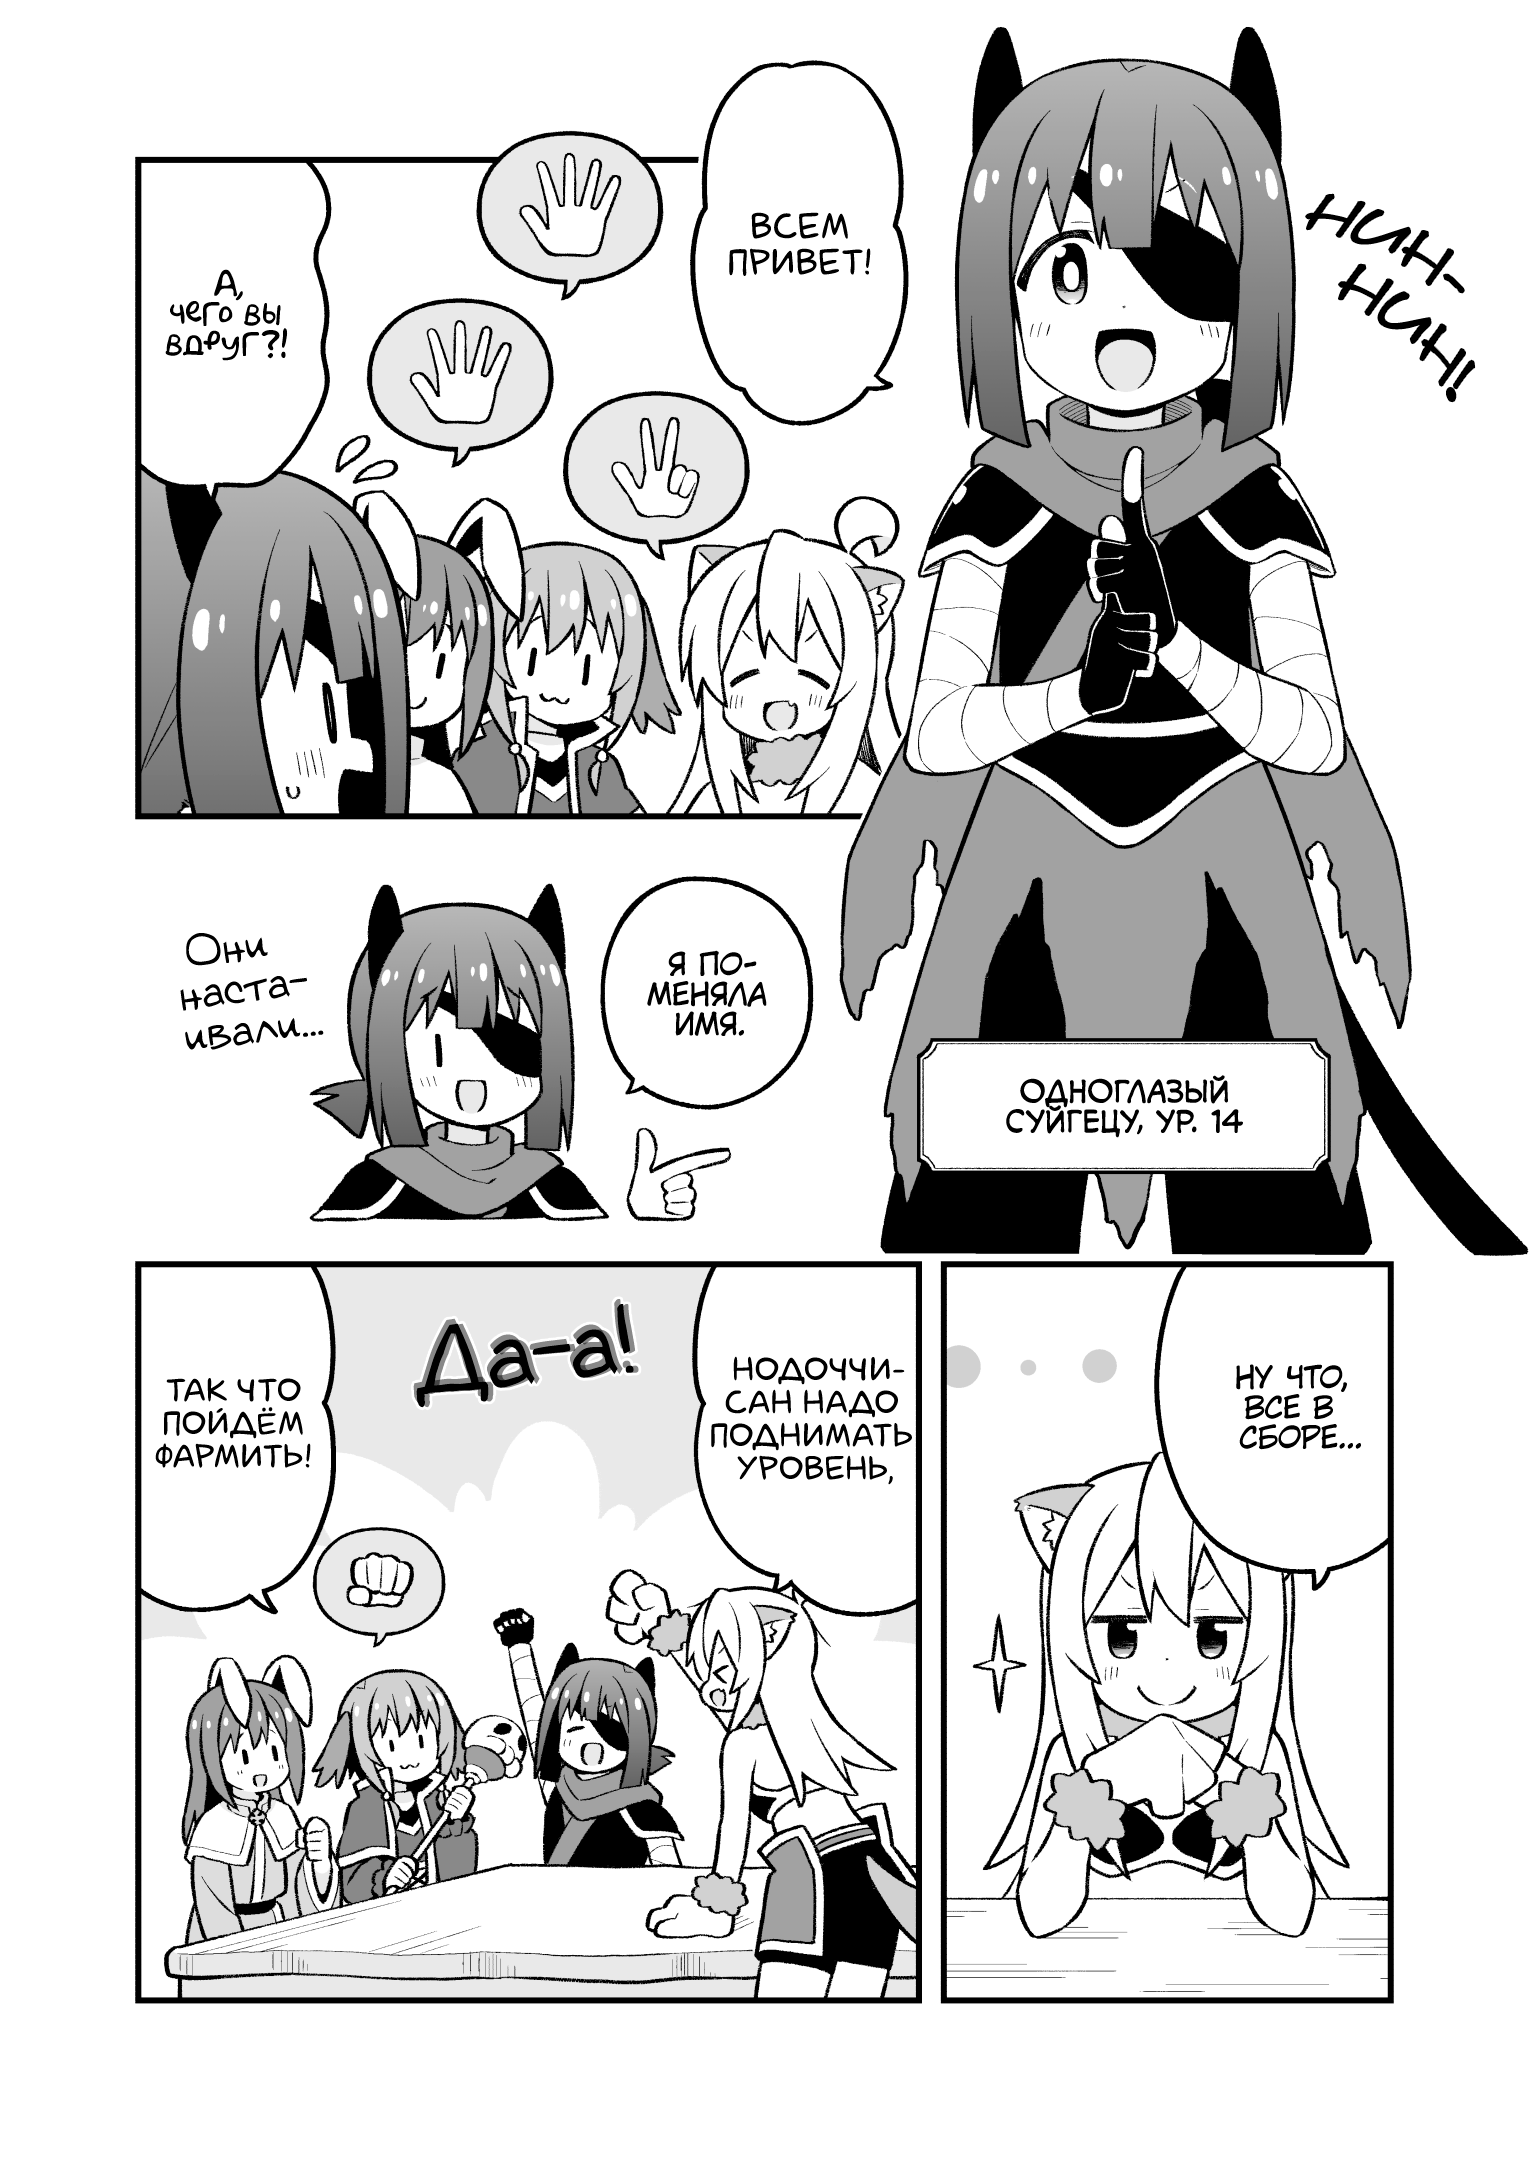 НИН-
НИН!
ВСЕМ
ПРИВЕТ!
А,
чего вы
вдруг?!
ОДНОГЛАЗЫЙ
СУЙГЕЦУ, УР. 14
Я ПО-
МЕНЯЛА
ИМЯ.
Они
наста-
ивали...
НУ ЧТО,
ВСЕ В
СБОРЕ...
НОДОЧЧИ-
САН НАДО
ПОДНИМАТЬ
УРОВЕНЬ,
Да-а!
ТАК ЧТО
ПОЙДЁМ
ФАРМИТЬ!